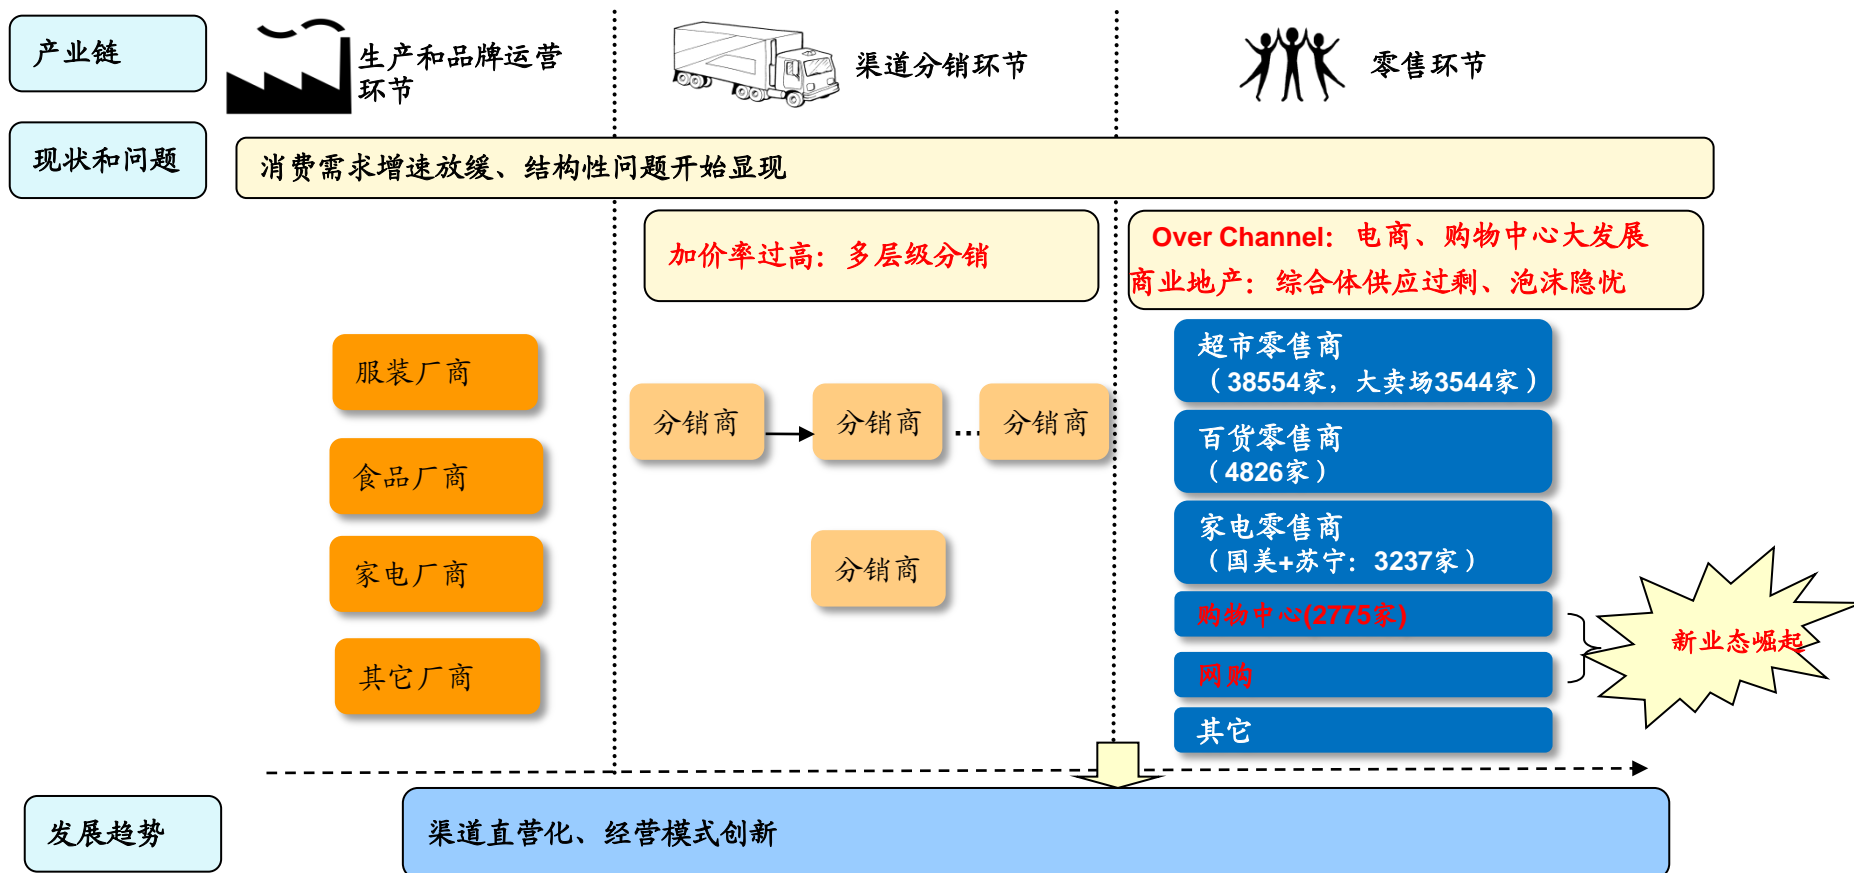 产业链
生产和品牌运营
环节
渠道分销环节
零售环节
现状和问题
消费需求增速放缓、结构性问题开始显现
加价率过高：多层级分销
Over Channel：电商、购物中心大发展
商业地产：综合体供应过剩、泡沫隐忧
服装厂商
食品厂商
家电厂商
其它厂商
分销商
分销商
...
分销商
分销商
超市零售商
（38554家，大卖场3544家）
百货零售商
（4826家）
家电零售商
（国美+苏宁：3237家）
购物中心(2775家)
网购
其它
新业态崛起
发展趋势
渠道直营化、经营模式创新